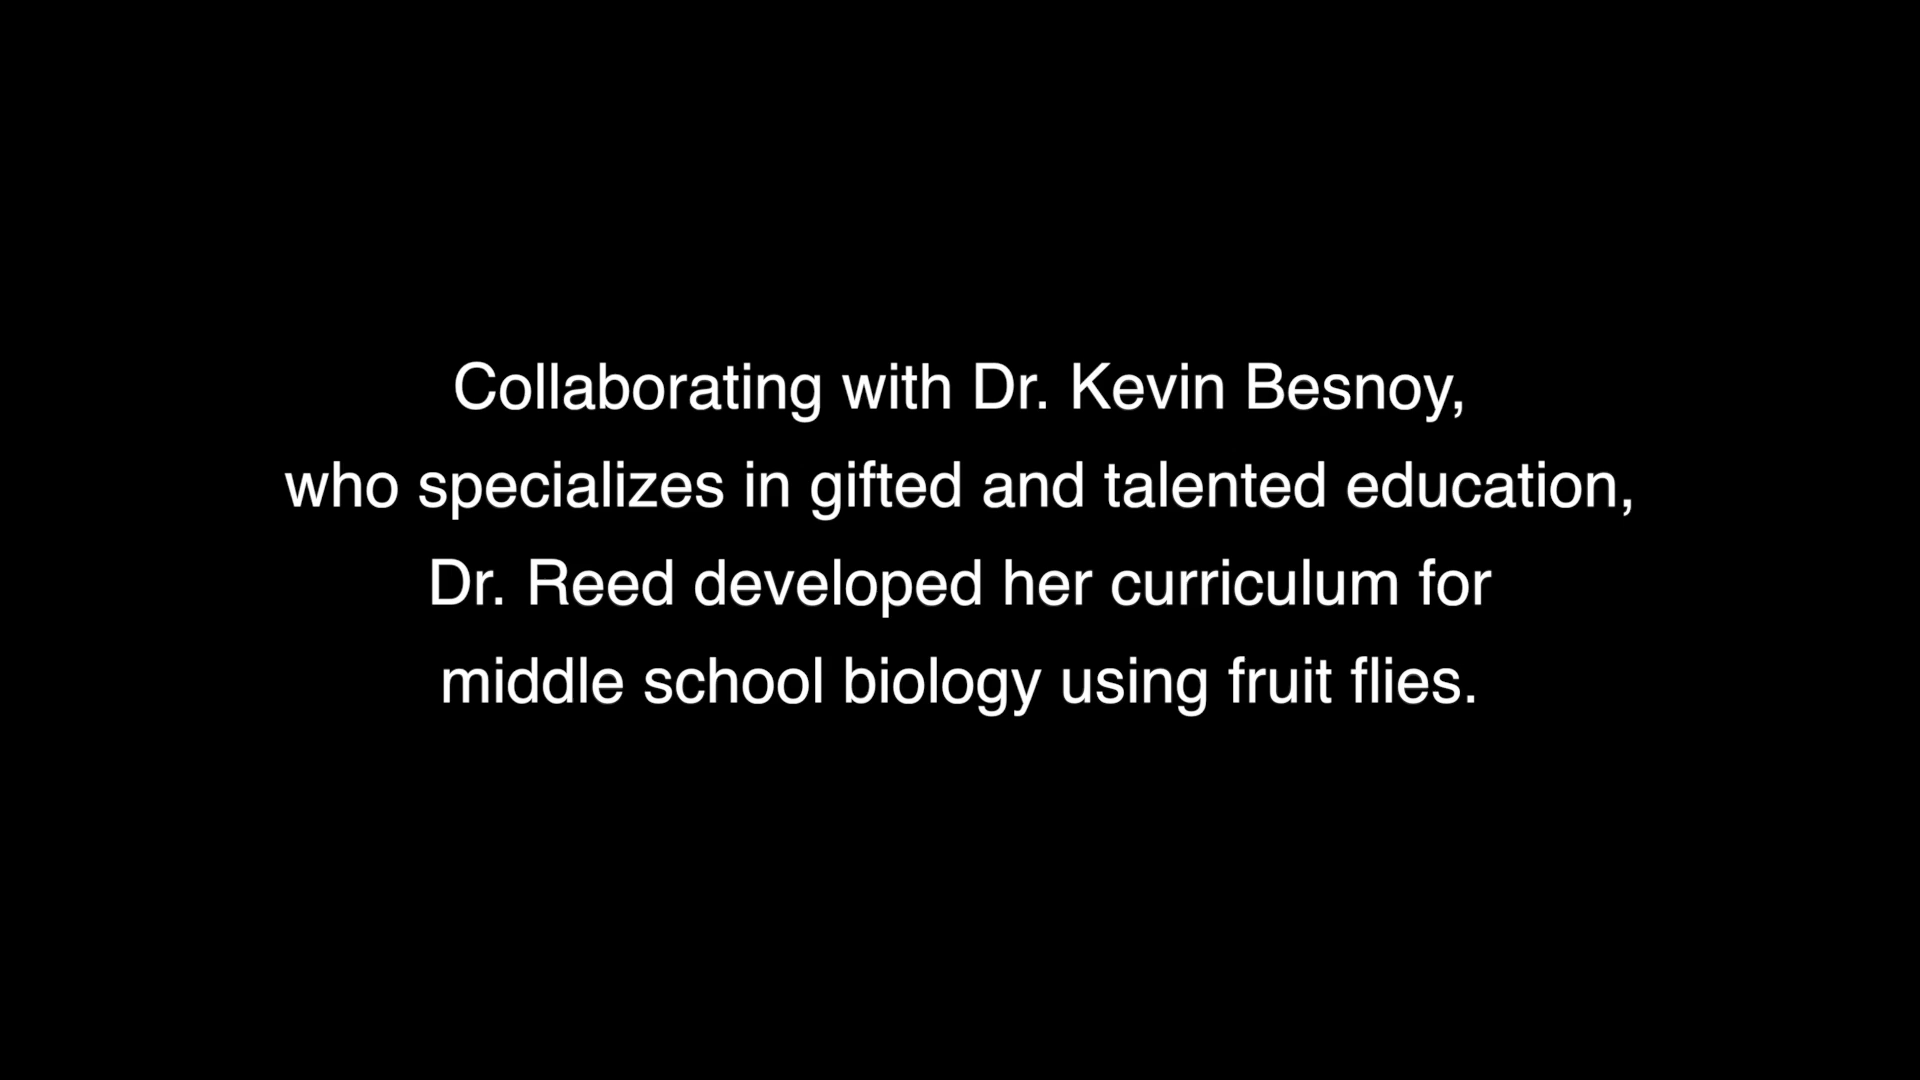 Collaborating with Dr. Kevin Besnoy,
who specializes in gifted and talented education,
Dr. Reed developed her curriculum for
middle school biology using fruit flies.